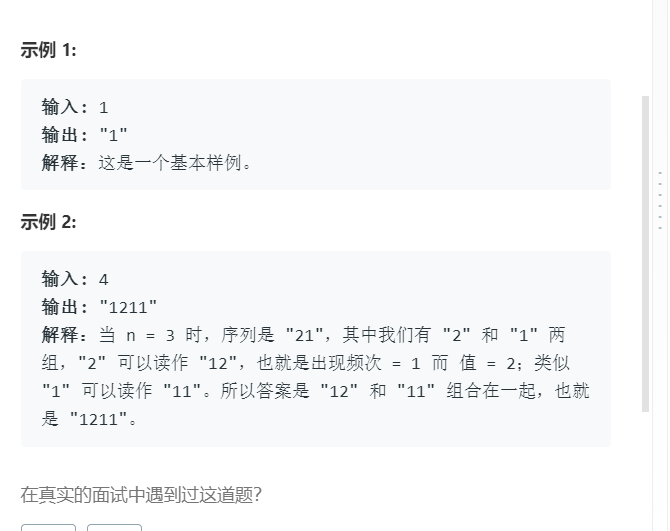 示例 1:
输入: 1
输出: "1"
解释: 这是一个基本样例。
示例 2:
输入: 4
输出: "1211"
解释: 当 n = 3 时, 序列是 "21", 其中我们有 "2" 和 "1" 两
组, "2" 可以读作 "12", 也就是出现频次 = 1 而 值 = 2; 类似
"1" 可以读作 "11"。所以答案是 "12" 和 "11" 组合在一起, 也就
是 "1211"。
在真实的面试中遇到过这道题?